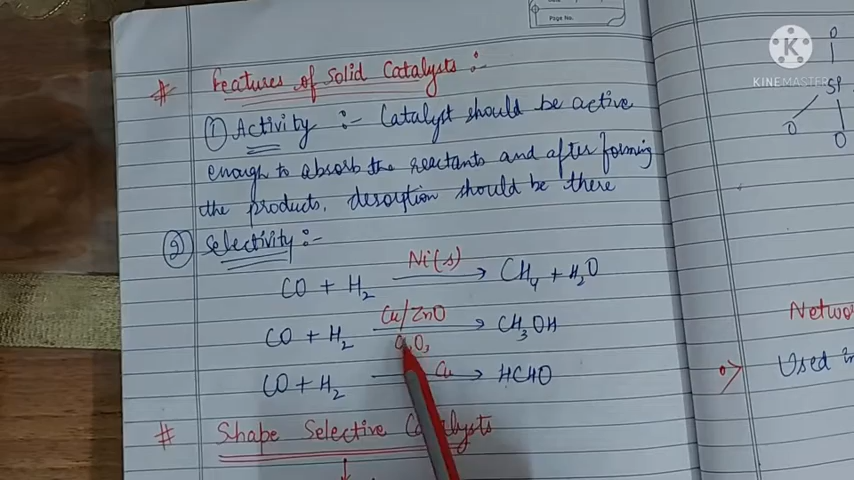 Page No.
# Features of Solid Catalysts :-
① Activity :- Catalyst should be active
enough to absorb the reactants and after forming
the products, desorption should be there
② Selectivity :-
CO + H₂ —Ni(s)→ CH₄ + H₂O
CO + H₂ —Cu/ZnO→ CH₃OH
CO + H₂ —Cu→ HCHO
# Shape Selective Catalysts
KINEMASTER
O
Si
O
O
Used